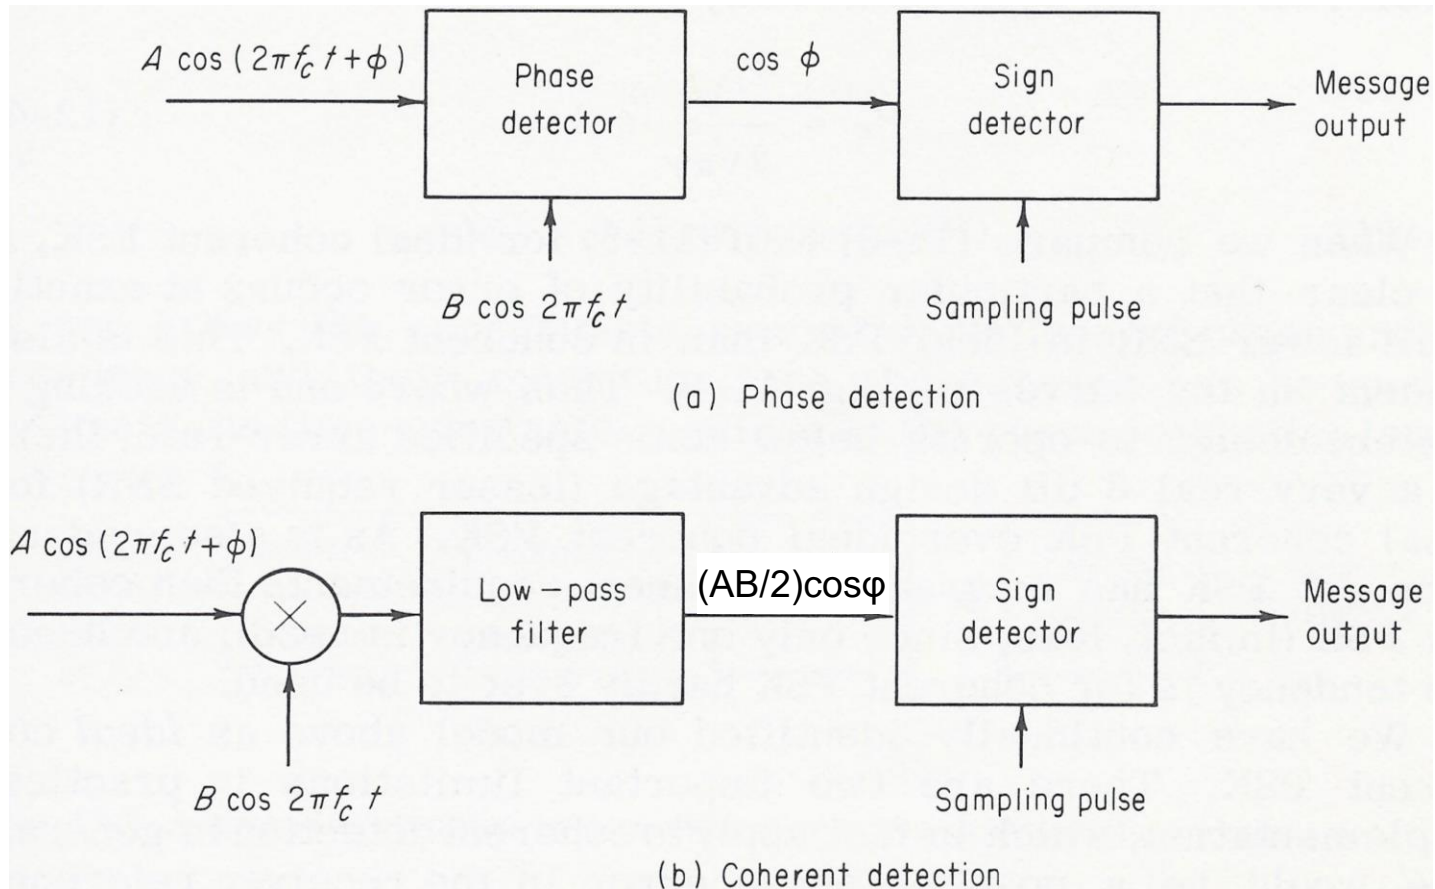 A cos (2πf_c t+ϕ)
Phase
detector
cos ϕ
Sign
detector
Message
output
B cos 2πf_c t
Sampling pulse
(a) Phase detection
A cos (2πf_c t+ϕ)
Low-pass
filter
(AB/2)cosφ
Sign
detector
Message
output
B cos 2πf_c t
Sampling pulse
(b) Coherent detection